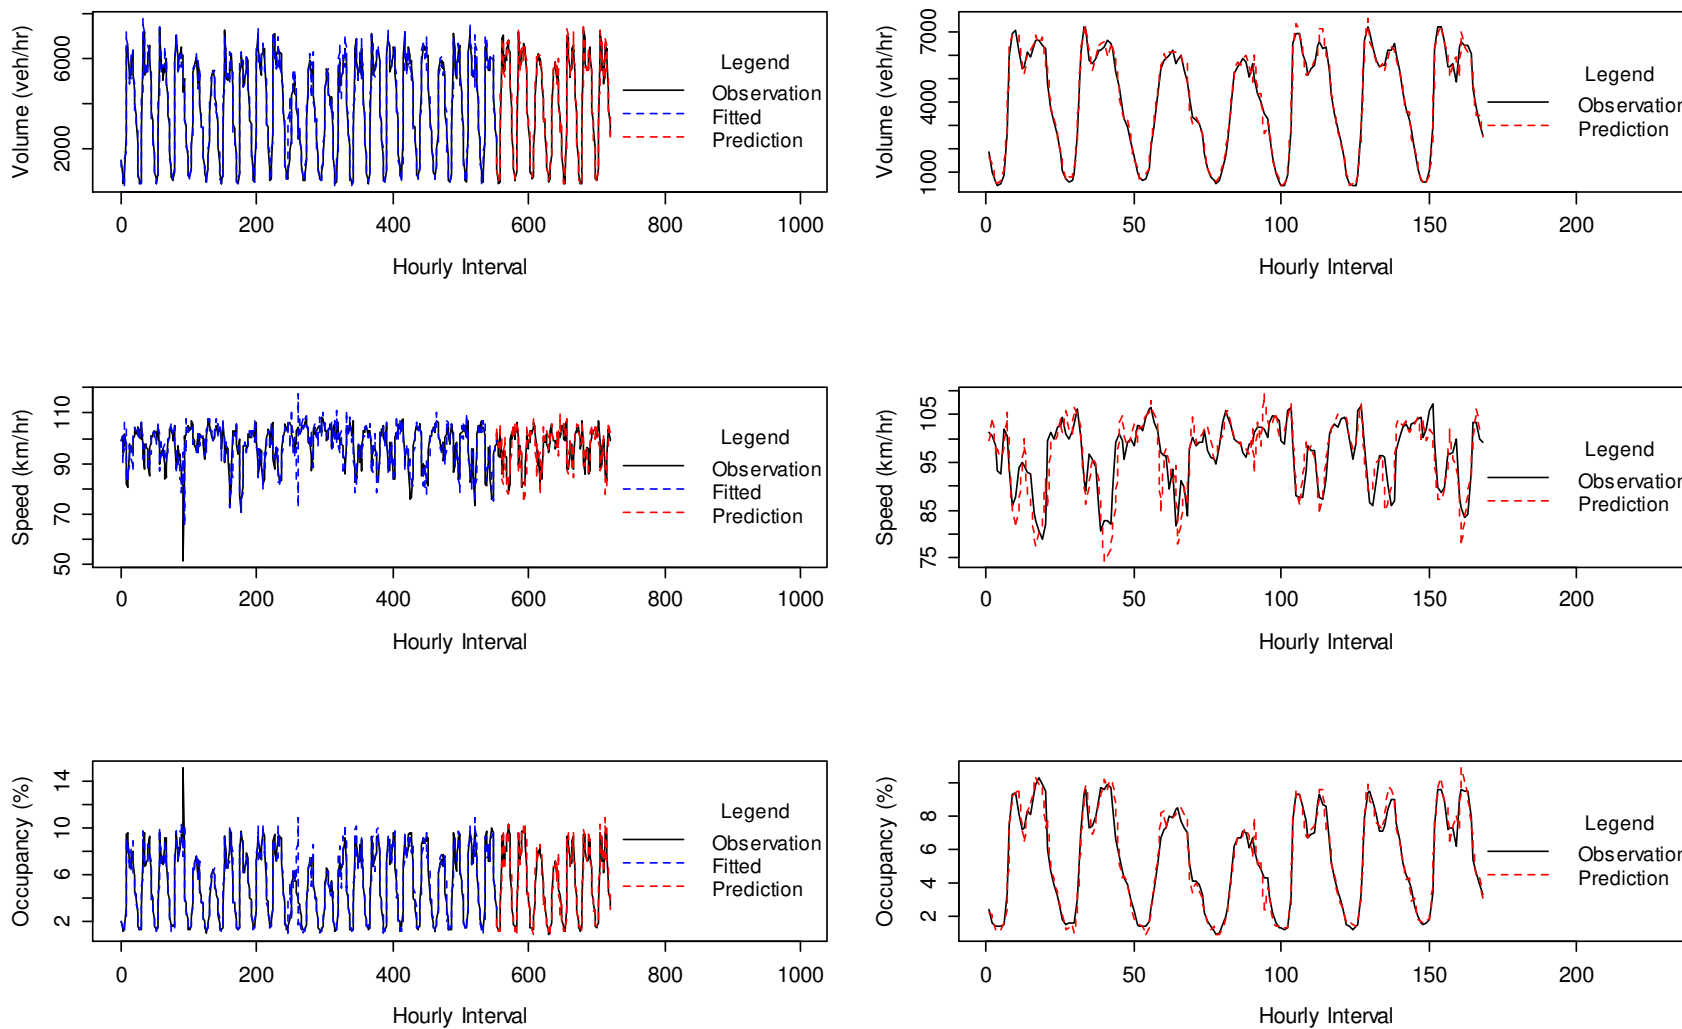 Volume (veh/hr)
2000
6000
0
200
400
600
800
1000
Hourly Interval
Legend
Observation
Fitted
Prediction
Volume (veh/hr)
1000
4000
7000
0
50
100
150
200
Hourly Interval
Legend
Observation
Prediction
Speed (km/hr)
50
70
90
110
0
200
400
600
800
1000
Hourly Interval
Legend
Observation
Fitted
Prediction
Speed (km/hr)
75
85
95
105
0
50
100
150
200
Hourly Interval
Legend
Observation
Prediction
Occupancy (%)
2
6
10
14
0
200
400
600
800
1000
Hourly Interval
Legend
Observation
Fitted
Prediction
Occupancy (%)
2
4
6
8
0
50
100
150
200
Hourly Interval
Legend
Observation
Prediction